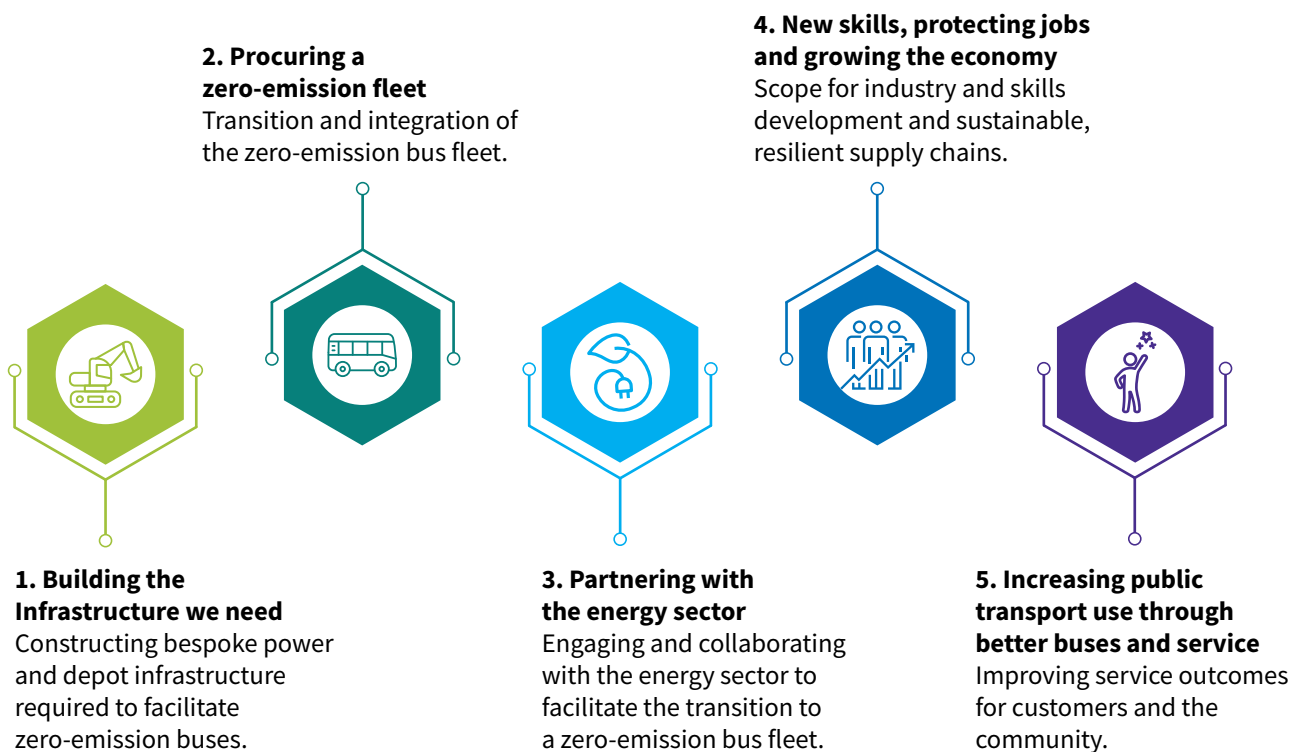 1. Building the
Infrastructure we need
Constructing bespoke power
and depot infrastructure
required to facilitate
zero-emission buses.
2. Procuring a
zero-emission fleet
Transition and integration of
the zero-emission bus fleet.
3. Partnering with
the energy sector
Engaging and collaborating
with the energy sector to
facilitate the transition to
a zero-emission bus fleet.
4. New skills, protecting jobs
and growing the economy
Scope for industry and skills
development and sustainable,
resilient supply chains.
5. Increasing public
transport use through
better buses and service
Improving service outcomes
for customers and the
community.